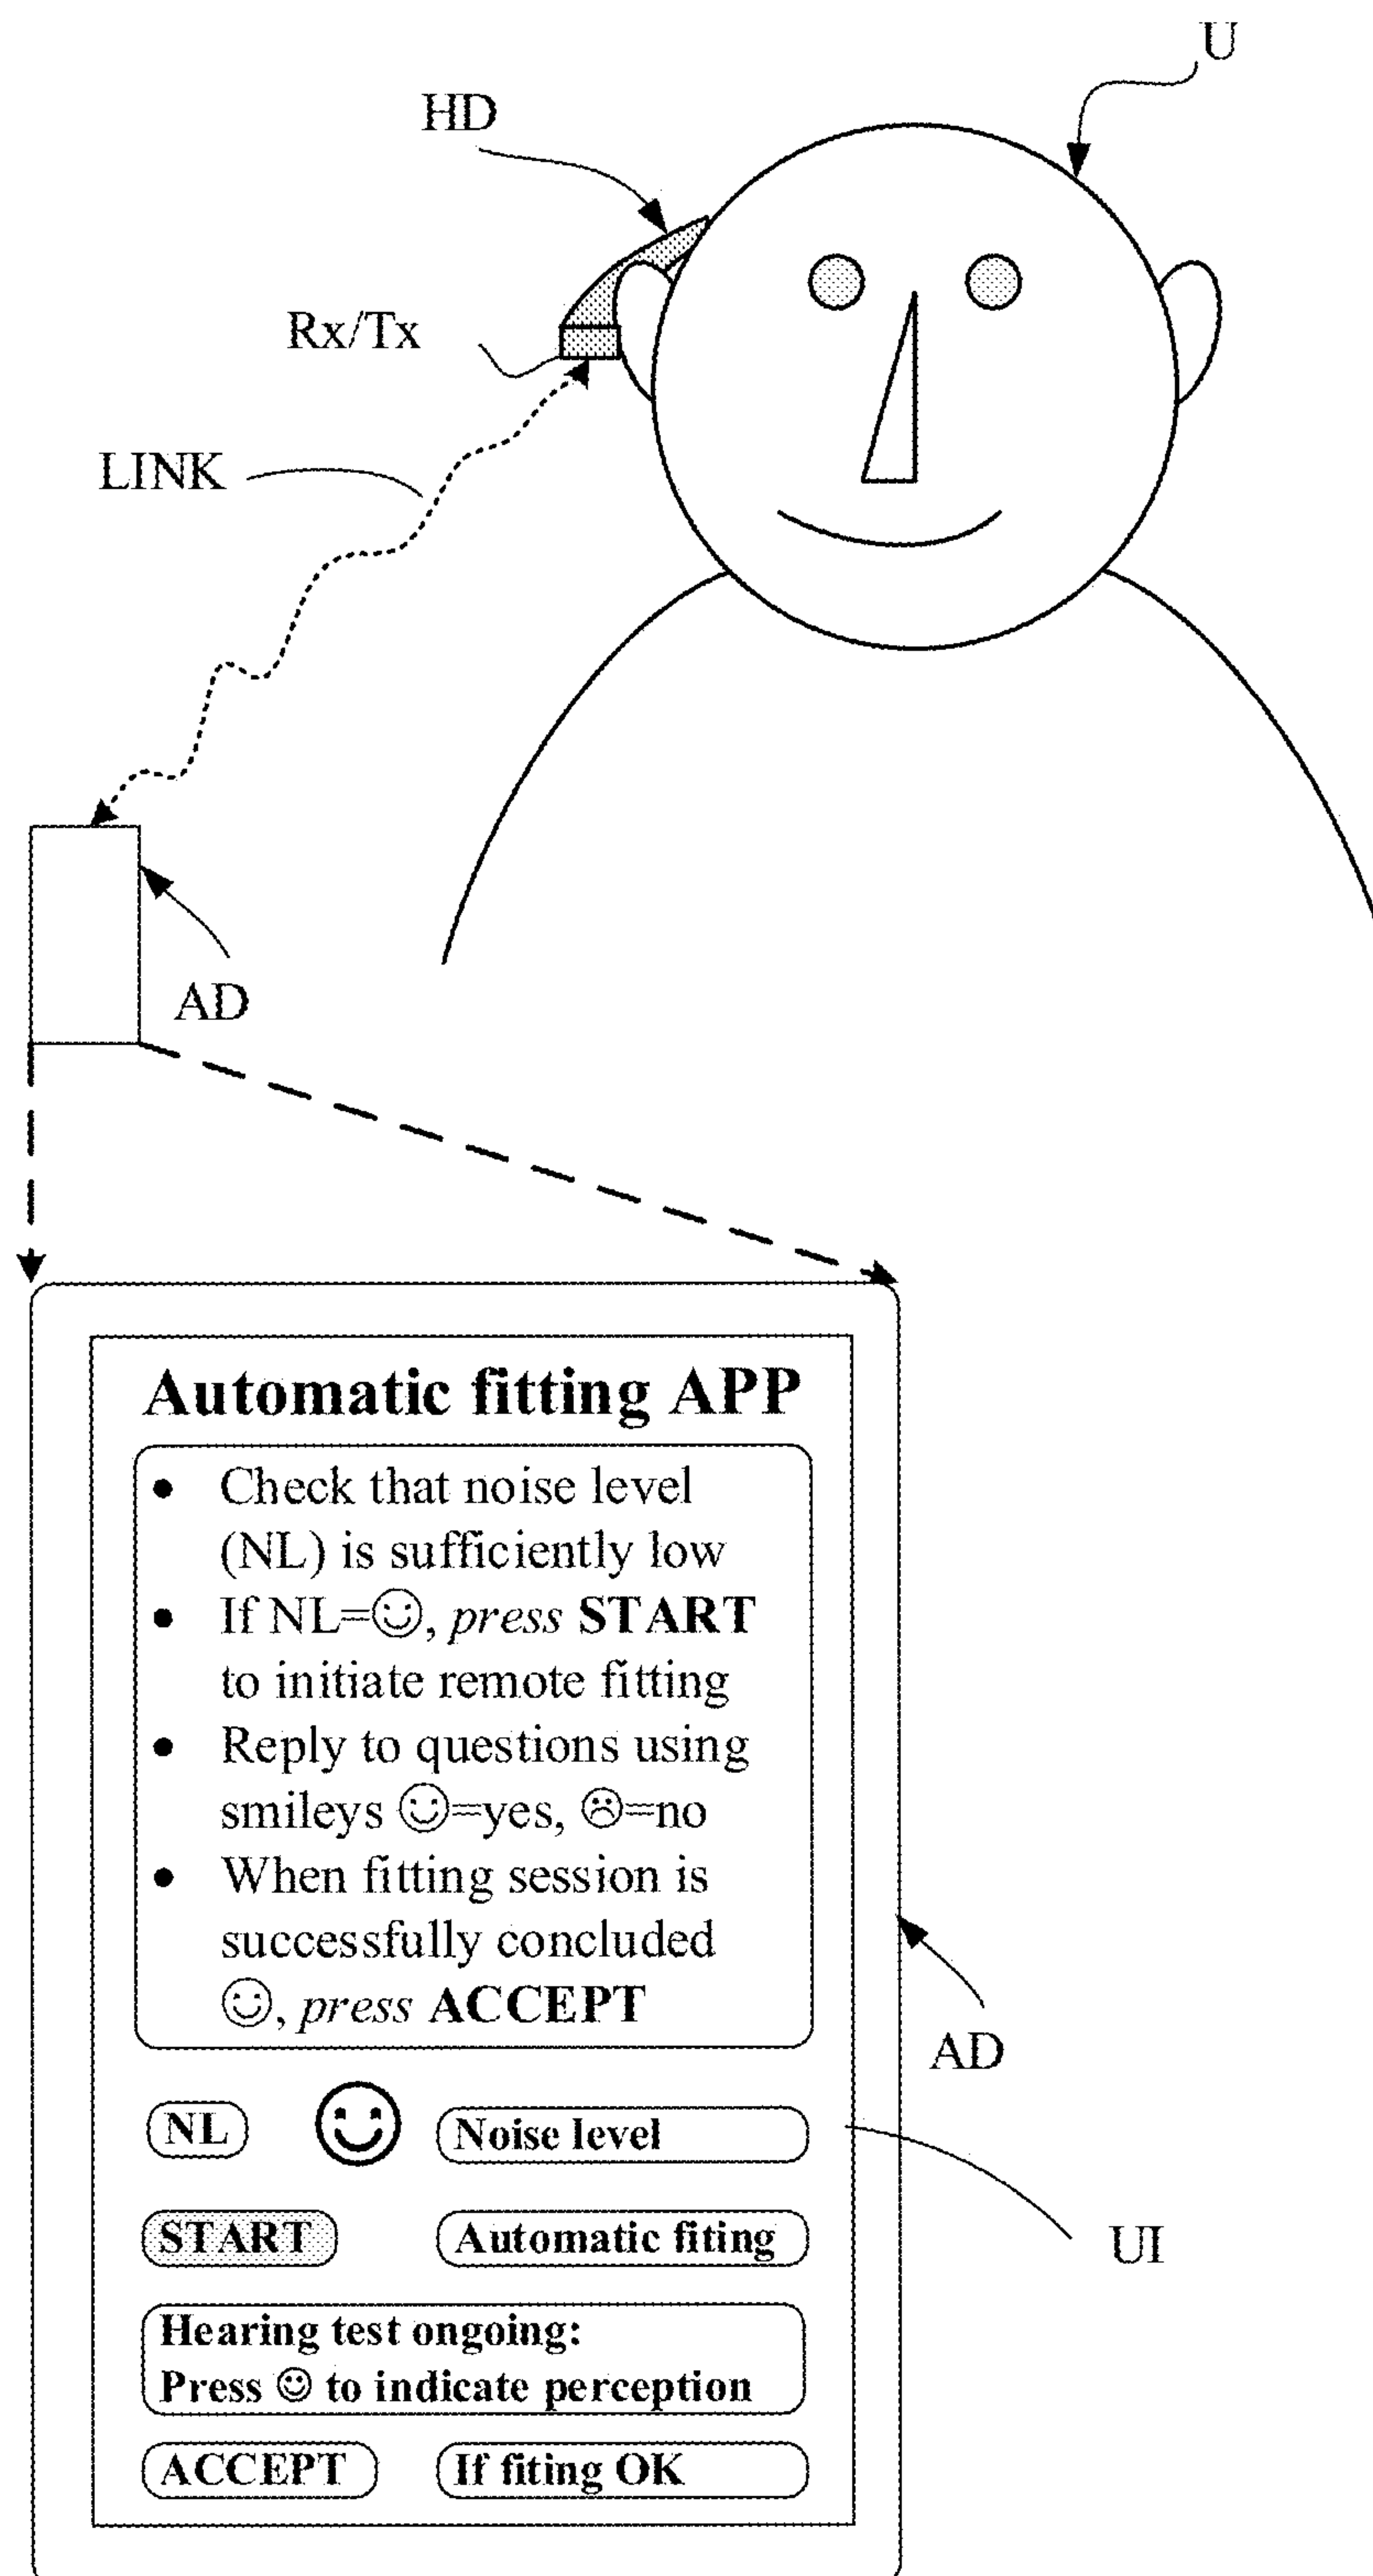 U
HD
Rx/Tx
LINK
AD
Automatic fitting APP
• Check that noise level
(NL) is sufficiently low
• If NL=☺, press START
to initiate remote fitting
• Reply to questions using
smileys ☺=yes, ☹=no
• When fitting session is
successfully concluded
☺, press ACCEPT
AD
NL ☺ Noise level
START Automatic fiting
UI
Hearing test ongoing:
Press ☺ to indicate perception
ACCEPT If fiting OK